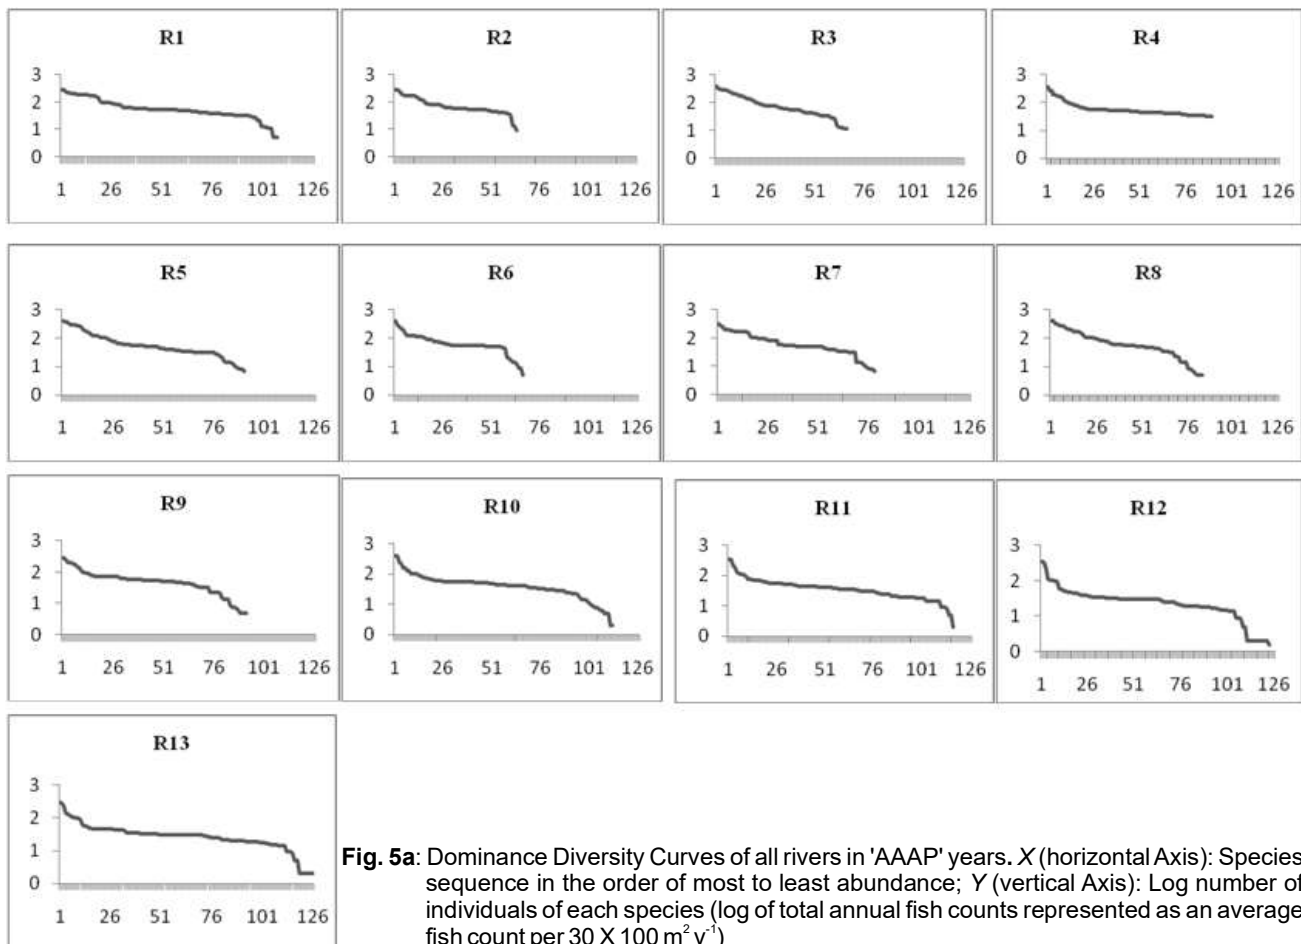 R1
3
2
1
0
1 26 51 76 101 126
R2
3
2
1
0
1 26 51 76 101 126
R3
3
2
1
0
1 26 51 76 101 126
R4
3
2
1
0
1 26 51 76 101 126
R5
3
2
1
0
1 26 51 76 101 126
R6
3
2
1
0
1 26 51 76 101 126
R7
3
2
1
0
1 26 51 76 101 126
R8
3
2
1
0
1 26 51 76 101 126
R9
3
2
1
0
1 26 51 76 101 126
R10
3
2
1
0
1 26 51 76 101 126
R11
3
2
1
0
1 26 51 76 101 126
R12
3
2
1
0
1 26 51 76 101 126
R13
3
2
1
0
1 26 51 76 101 126
Fig. 5a: Dominance Diversity Curves of all rivers in 'AAAP' years. X (horizontal Axis): Species
sequence in the order of most to least abundance; Y (vertical Axis): Log number of
individuals of each species (log of total annual fish counts represented as an average
fish count per 30 X 100 m² y⁻¹)